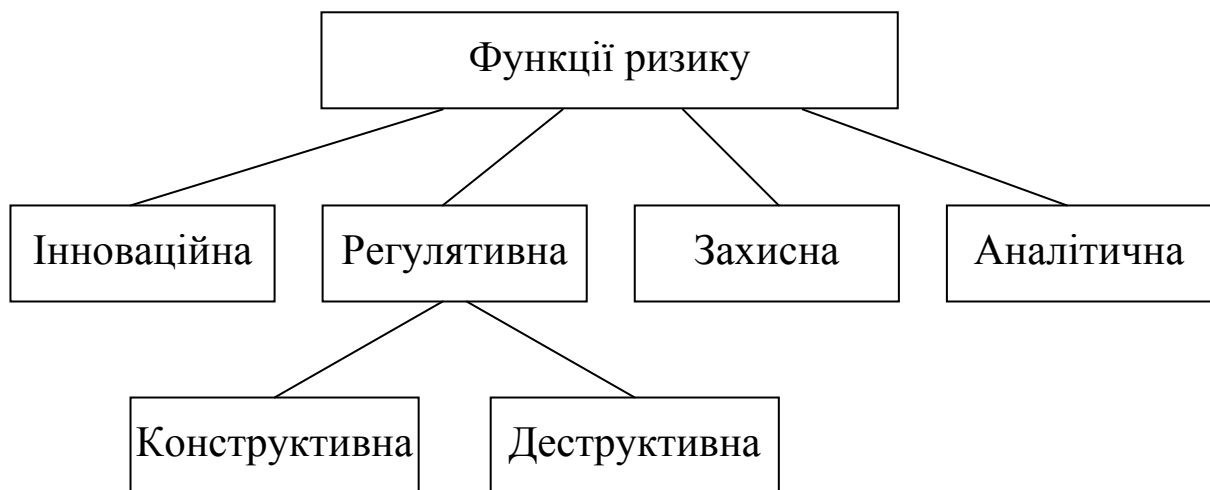 Функції ризику
Інноваційна
Регулятивна
Захисна
Аналітична
Конструктивна
Деструктивна